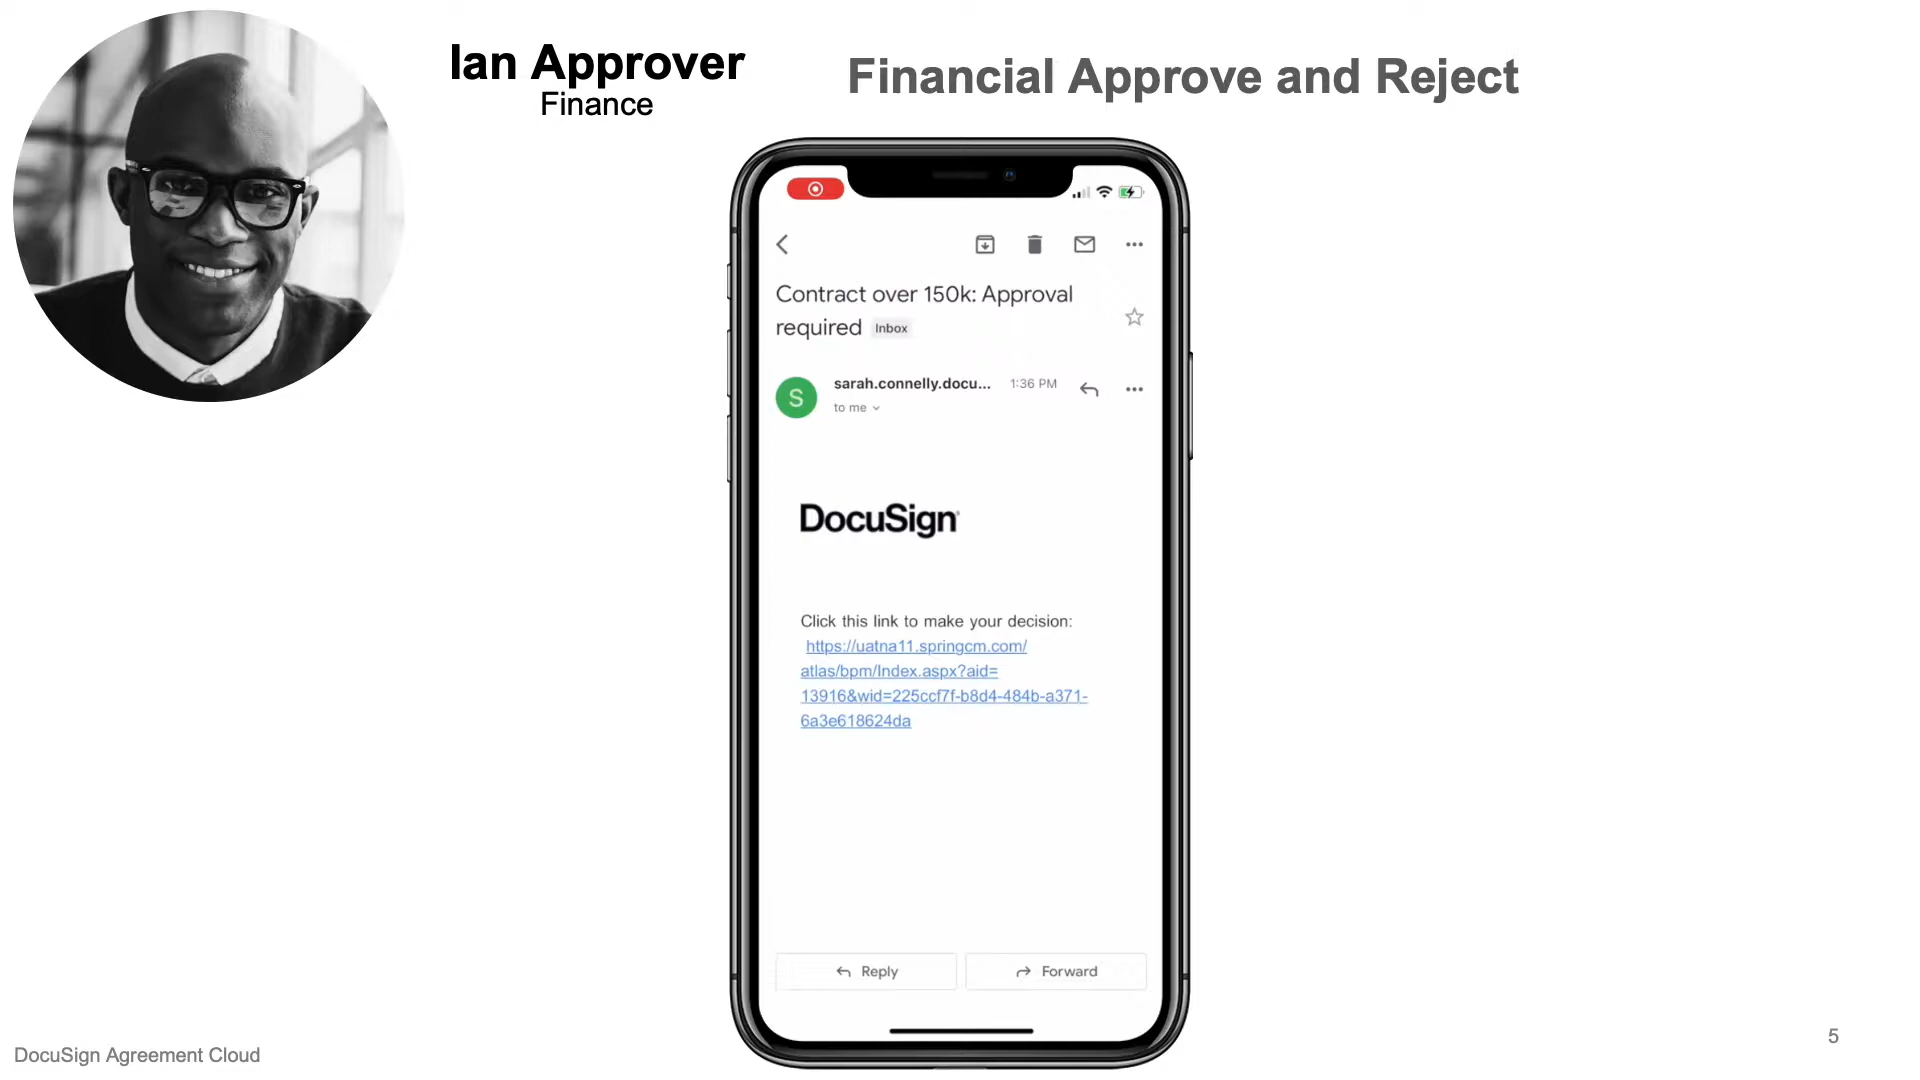 Ian Approver
Finance
Financial Approve and Reject
Contract over 150k: Approval
required Inbox
S
sarah.connelly.docu... 1:36 PM
to me
DocuSign
Click this link to make your decision:
https://uatna11.springcm.com/
atlas/bpm/Index.aspx?aid=
13916&wid=225ccf7f-b8d4-484b-a371-
6a3e618624da
Reply
Forward
DocuSign Agreement Cloud
5